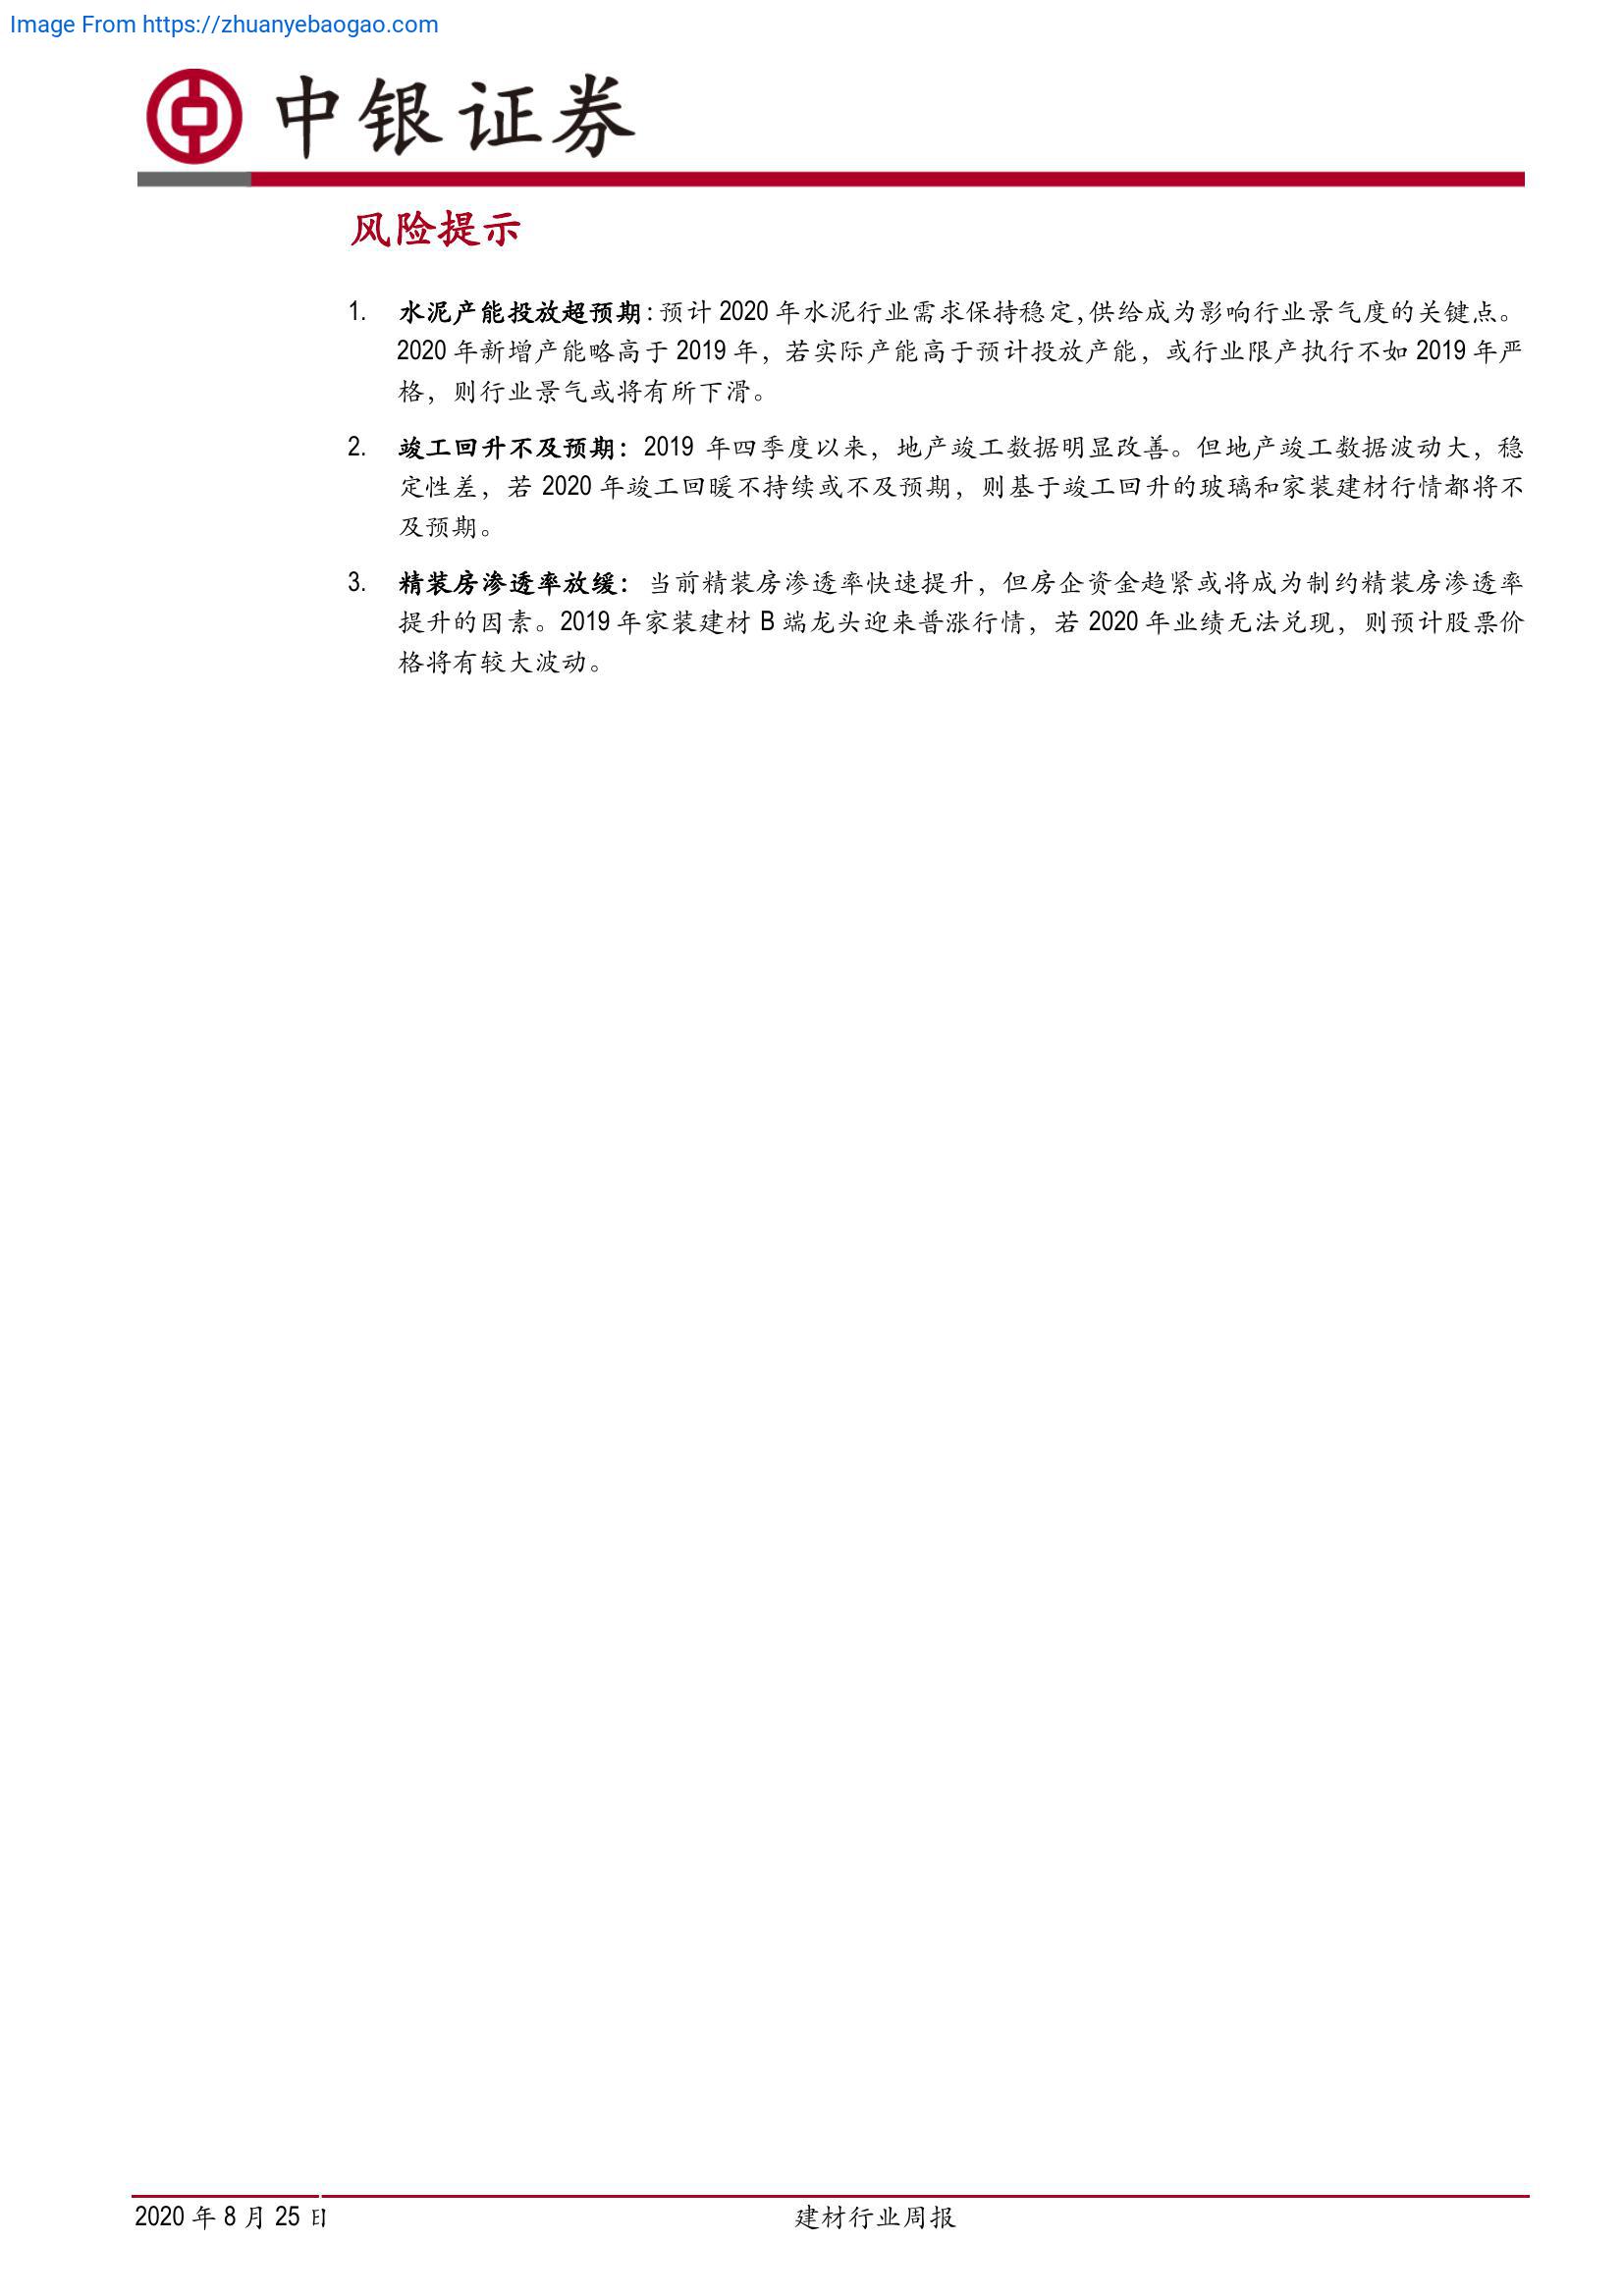 Image From https://zhuanyebaogao.com
中银证券
风险提示
1. 水泥产能投放超预期：预计 2020 年水泥行业需求保持稳定，供给成为影响行业景气度的关键点。
2020 年新增产能略高于 2019 年，若实际产能高于预计投放产能，或行业限产执行不如 2019 年严
格，则行业景气或将有所下滑。
2. 竣工回升不及预期：2019 年四季度以来，地产竣工数据明显改善。但地产竣工数据波动大，稳
定性差，若 2020 年竣工回暖不持续或不及预期，则基于竣工回升的玻璃和家装建材行情都将不
及预期。
3. 精装房渗透率放缓：当前精装房渗透率快速提升，但房企资金趋紧或将成为制约精装房渗透率
提升的因素。2019 年家装建材 B 端龙头迎来普涨行情，若 2020 年业绩无法兑现，则预计股票价
格将有较大波动。
2020 年 8 月 25 日 建材行业周报